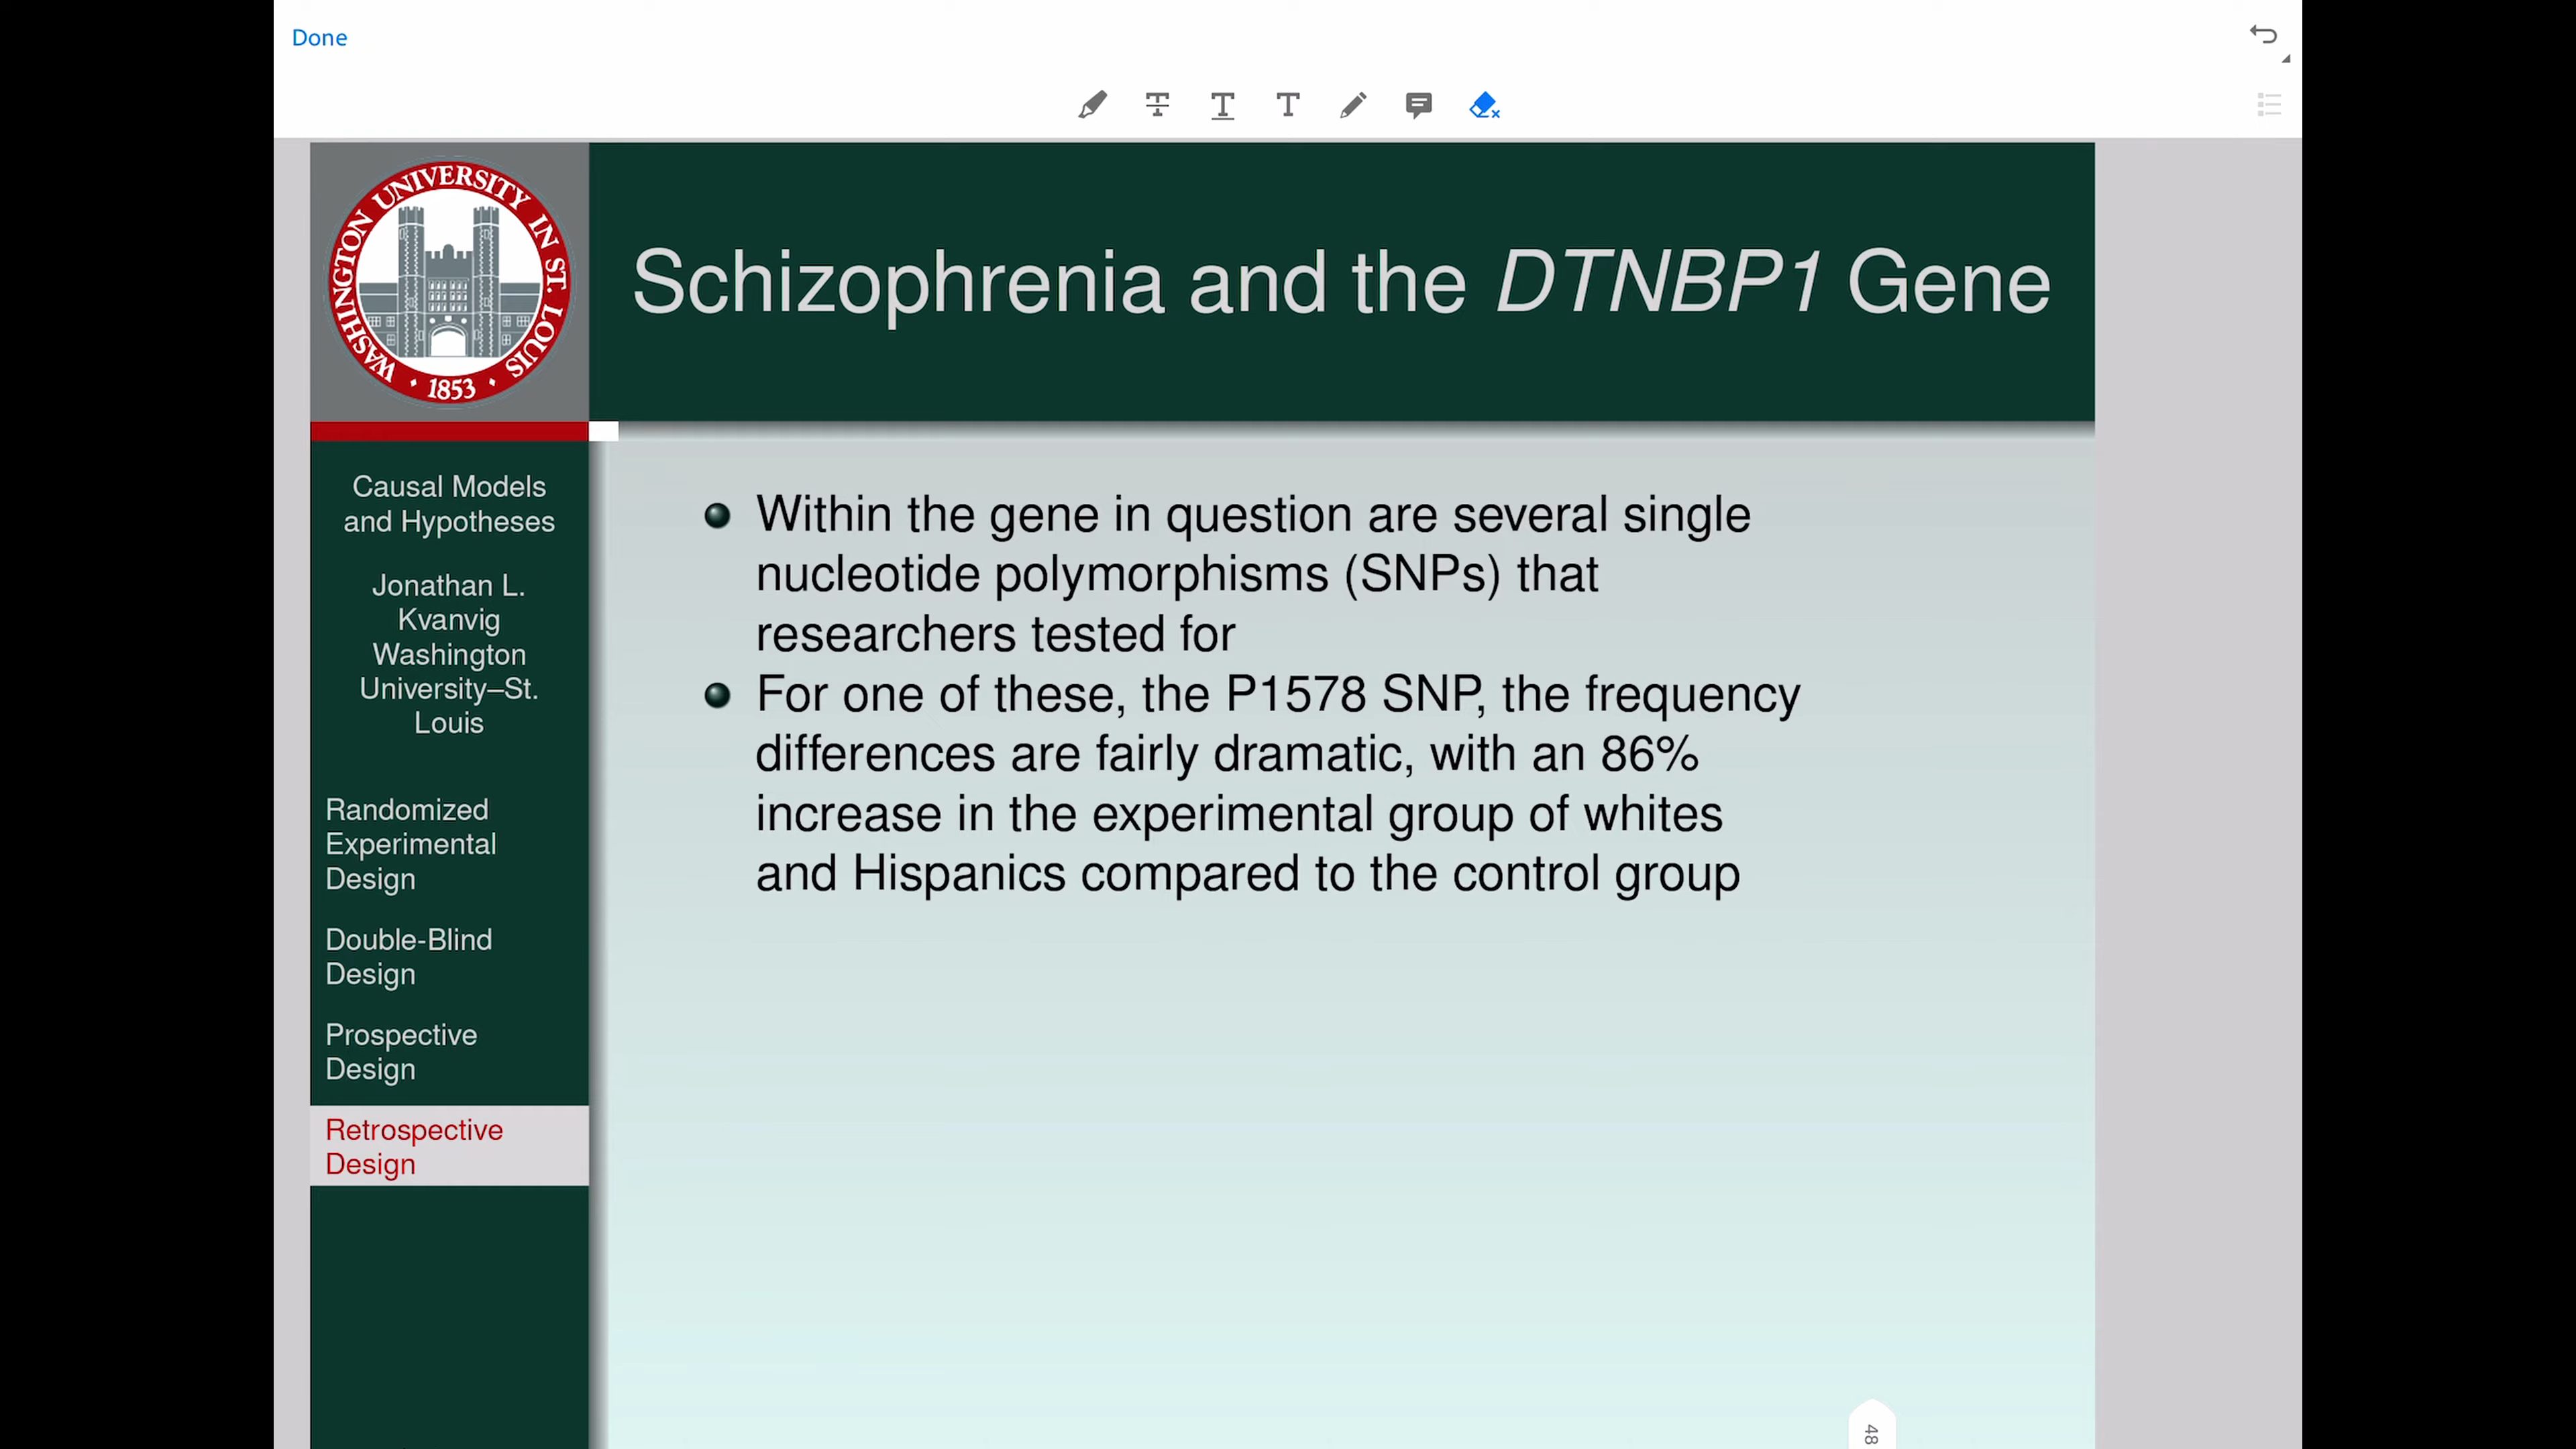 Done
WASHINGTON UNIVERSITY IN ST. LOUIS
1853
Schizophrenia and the DTNBP1 Gene
Causal Models
and Hypotheses
Jonathan L.
Kvanvig
Washington
University–St.
Louis
Randomized
Experimental
Design
Double-Blind
Design
Prospective
Design
Retrospective
Design
Within the gene in question are several single
nucleotide polymorphisms (SNPs) that
researchers tested for
For one of these, the P1578 SNP, the frequency
differences are fairly dramatic, with an 86%
increase in the experimental group of whites
and Hispanics compared to the control group
48